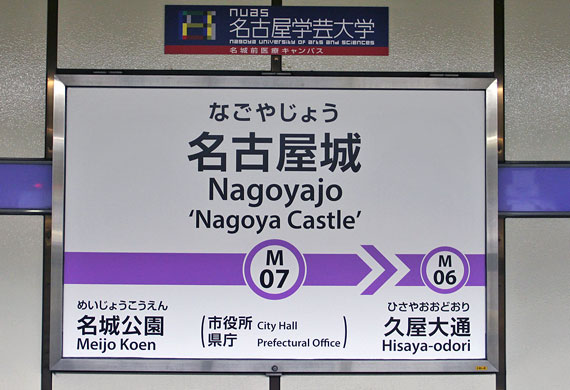 nuas
名古屋学芸大学
nagoya university of arts and sciences
名城前医療キャンパス
なごやじょう
名古屋城
Nagoyajo
‘Nagoya Castle’
M
07
M
06
めいじょうこうえん
名城公園
Meijo Koen
(市役所 City Hall
県庁 Prefectural Office)
ひさやおおどおり
久屋大通
Hisaya-odori